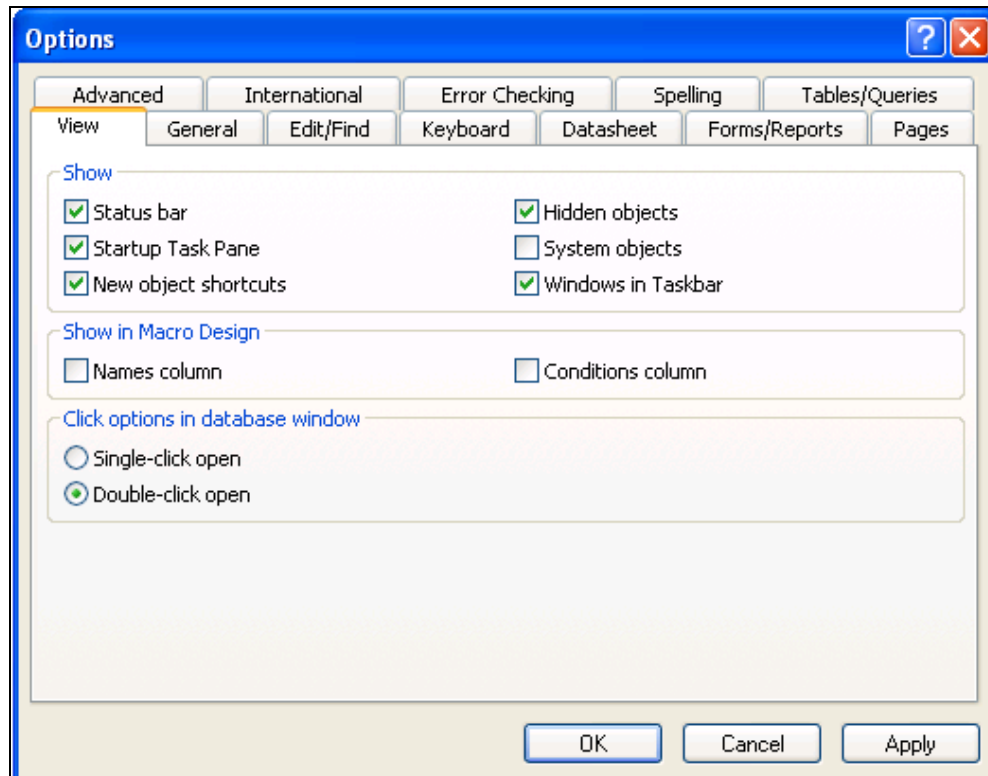 Options
Advanced International Error Checking Spelling Tables/Queries
View General Edit/Find Keyboard Datasheet Forms/Reports Pages
Show
Status bar Hidden objects
Startup Task Pane System objects
New object shortcuts Windows in Taskbar
Show in Macro Design
Names column Conditions column
Click options in database window
Single-click open
Double-click open
OK Cancel Apply